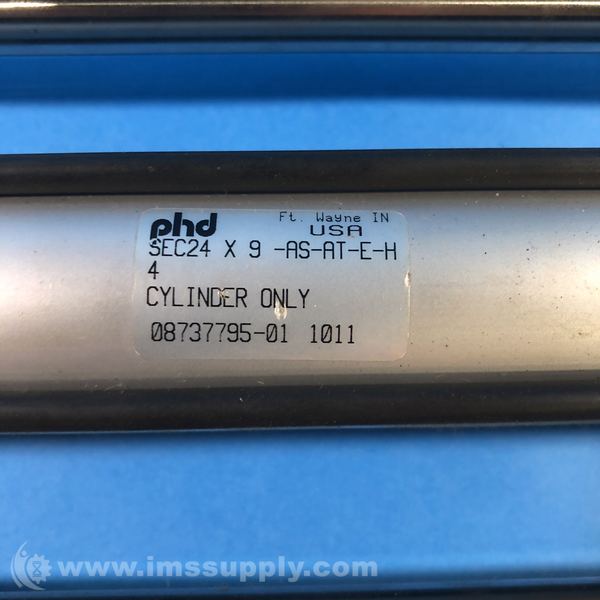 phd
Ft. Wayne IN
USA
SEC24 X 9 -AS-AT-E-H
4
CYLINDER ONLY
08737795-01 1011
www.imssupply.com